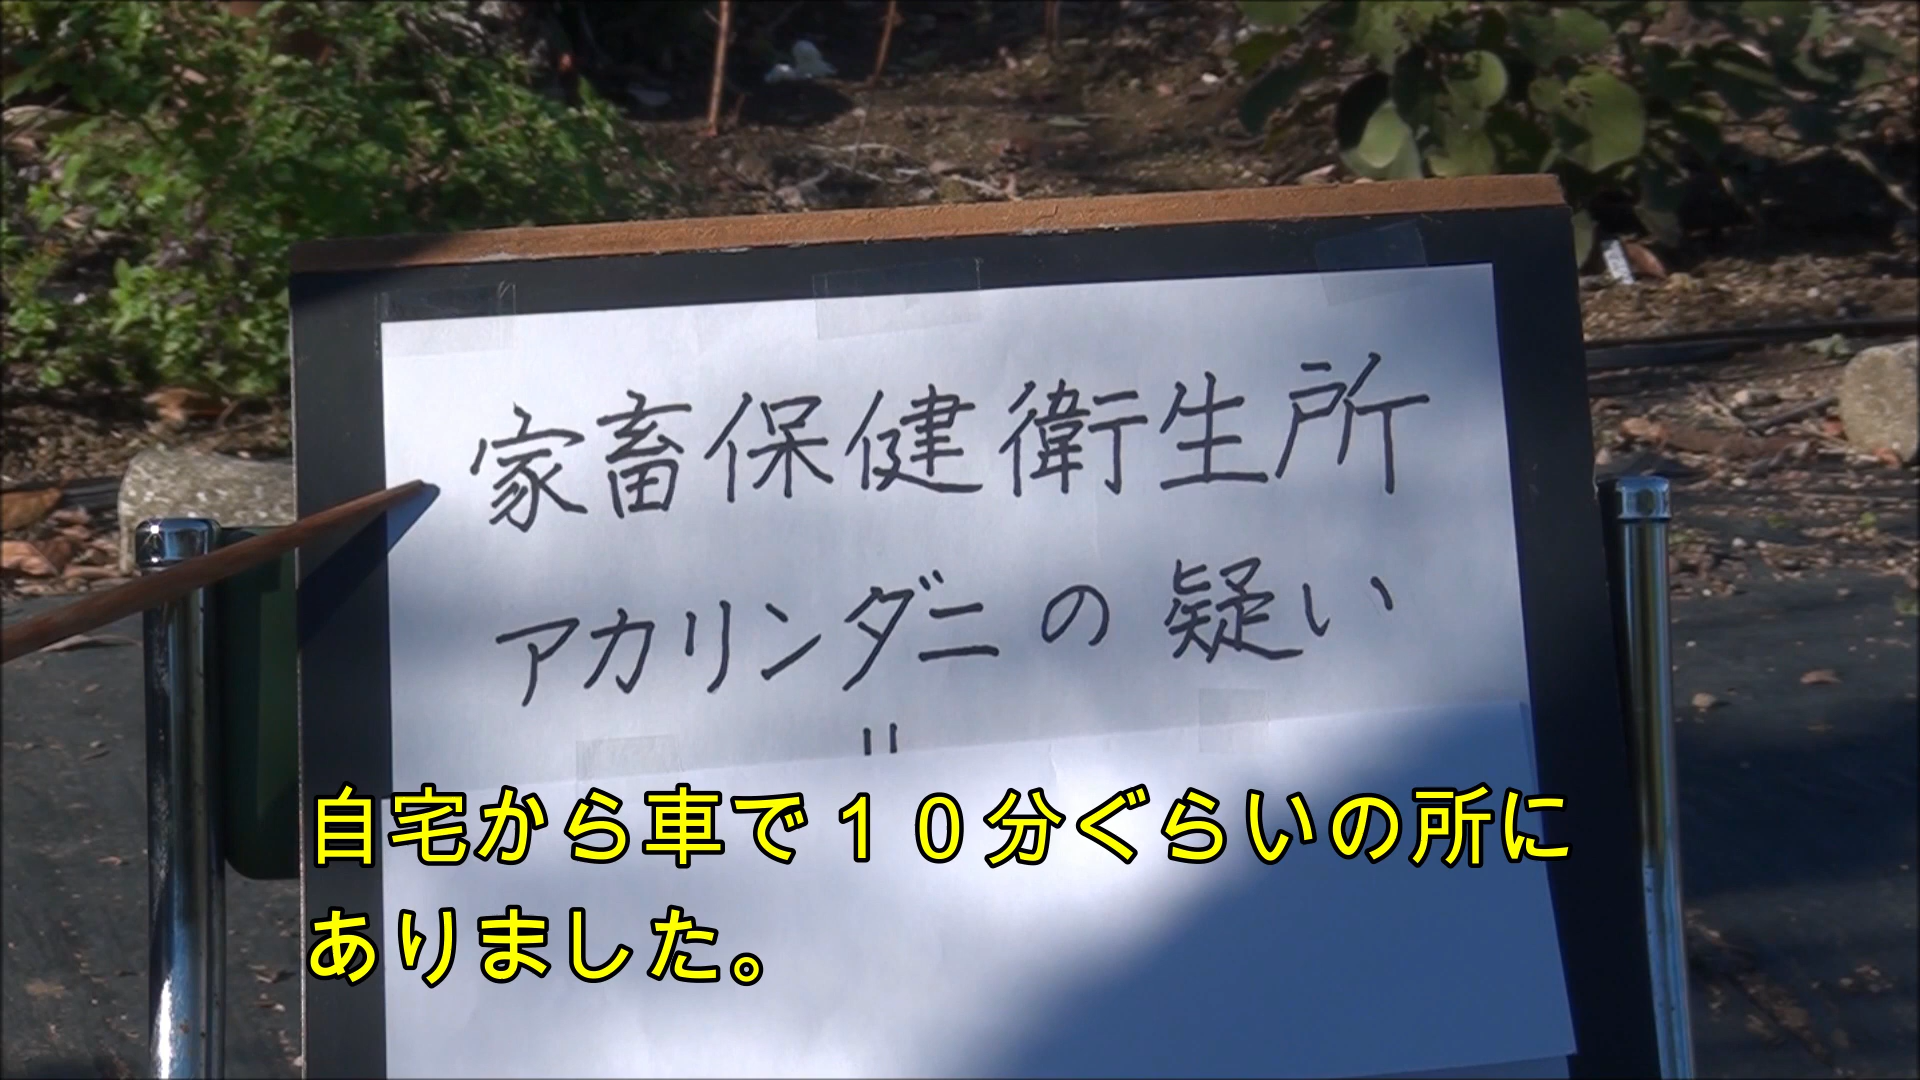 家畜保健衛生所
アカリンダニの疑い
〃
自宅から車で１０分ぐらいの所に
ありました。